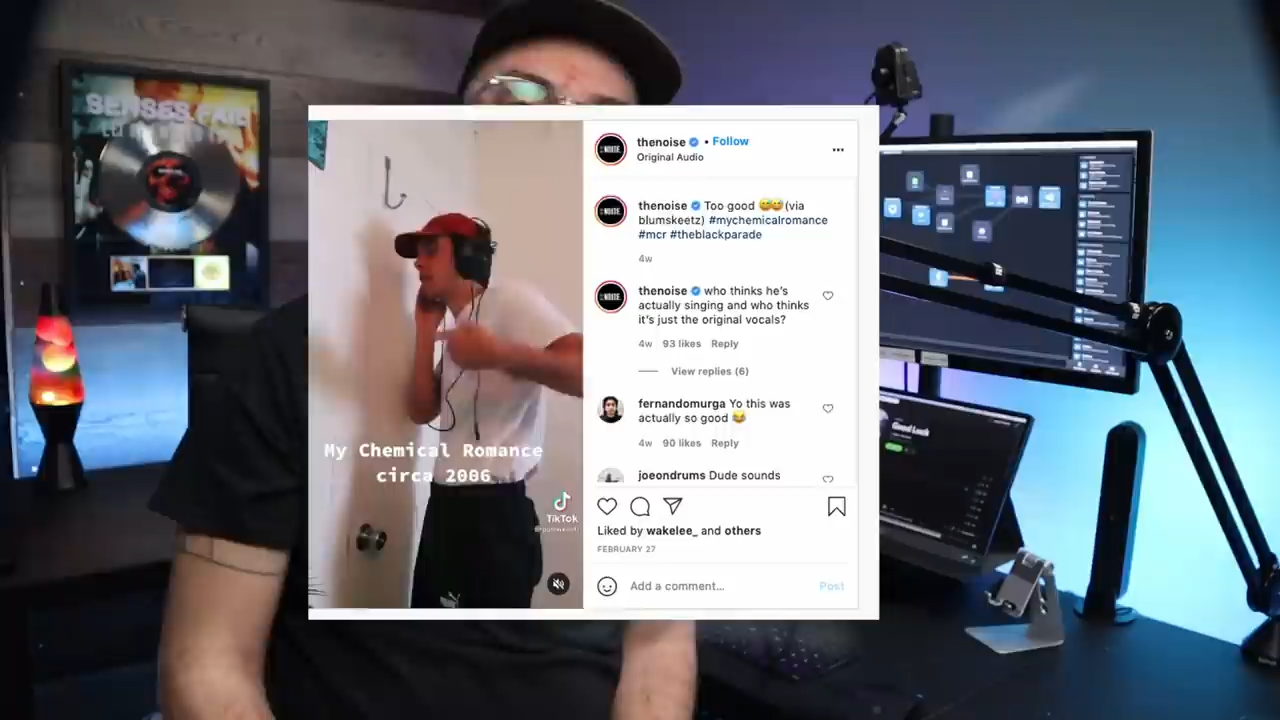 SENSES FAIL
My Chemical Romance
circa 2006
TikTok
thenoise • Follow
Original Audio
thenoise Too good 😅😅 (via
blumskeetz) #mychemicalromance
#mcr #theblackparade
4w
thenoise who thinks he's
actually singing and who thinks
it's just the original vocals?
4w 93 likes Reply
View replies (6)
fernandomurga Yo this was
actually so good 😂
4w 90 likes Reply
joeondrums Dude sounds
Liked by wakelee_ and others
FEBRUARY 27
Add a comment...
Post
Good Luck